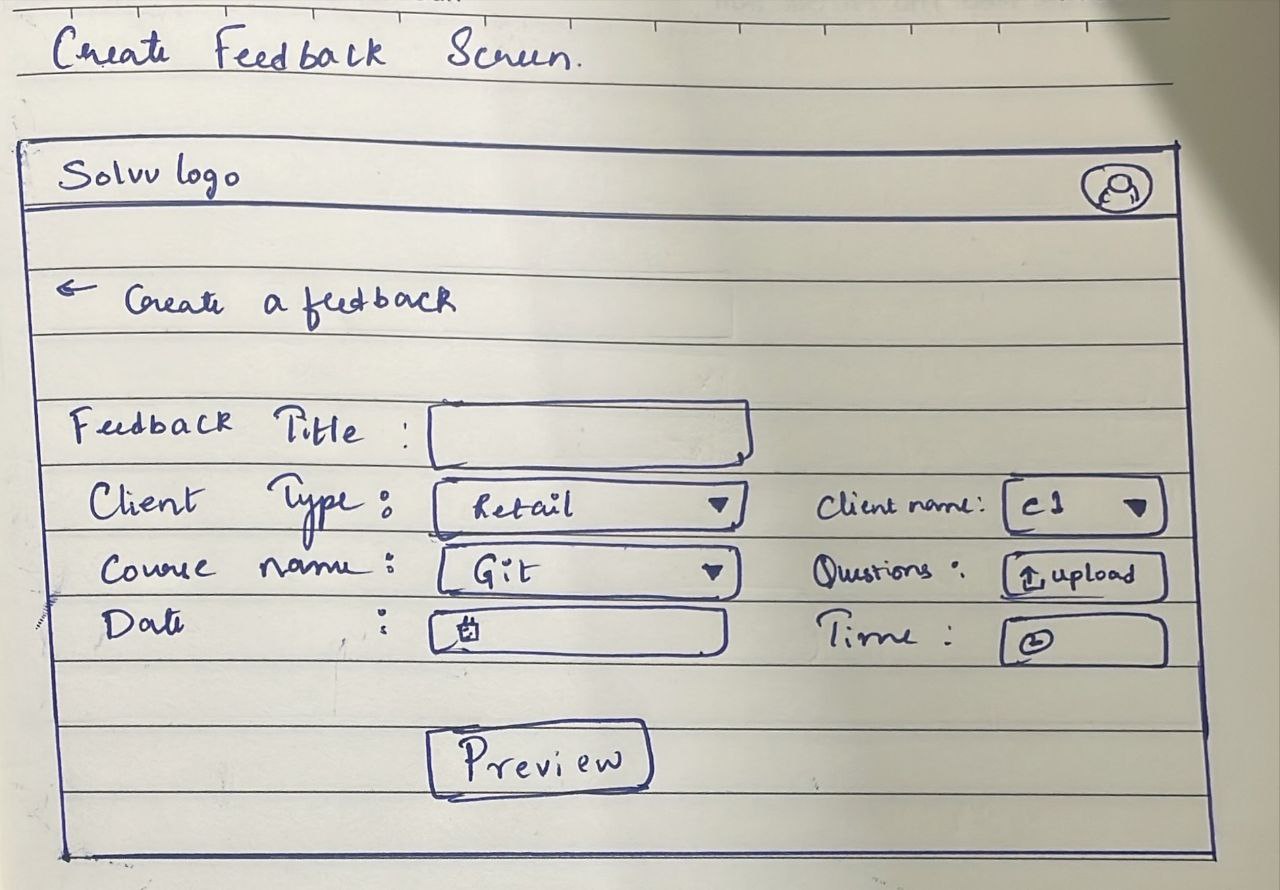 Create Feedback Screen.
Solvv logo
← Create a feedback
Feedback Title :
Client Type : Retail ▼ Client name: c1 ▼
Course name : Git ▼ Questions : upload
Date : Time :
Preview